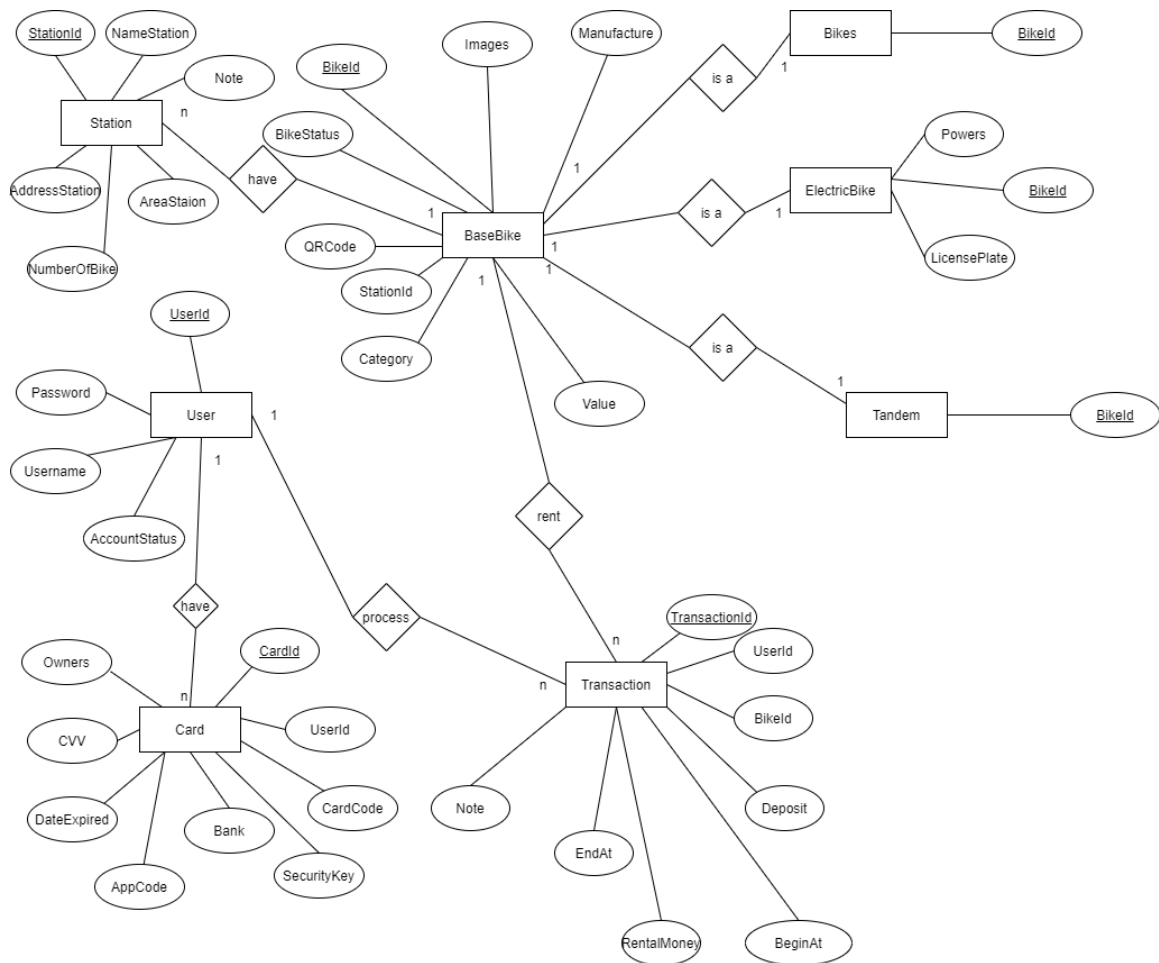 StationId
NameStation
Note
n
Station
AddressStation
AreaStaion
NumberOfBike
have
Images
Manufacture
BikeId
BikeStatus
1
1
BaseBike
1
1
1
QRCode
StationId
Category
Value
is a
1
Bikes
BikeId
is a
1
ElectricBike
Powers
BikeId
LicensePlate
is a
1
Tandem
BikeId
UserId
Password
User
1
1
Username
AccountStatus
have
process
rent
n
n
Owners
CardId
n
CVV
Card
UserId
DateExpired
CardCode
Bank
AppCode
SecurityKey
TransactionId
UserId
Transaction
BikeId
Note
Deposit
EndAt
RentalMoney
BeginAt